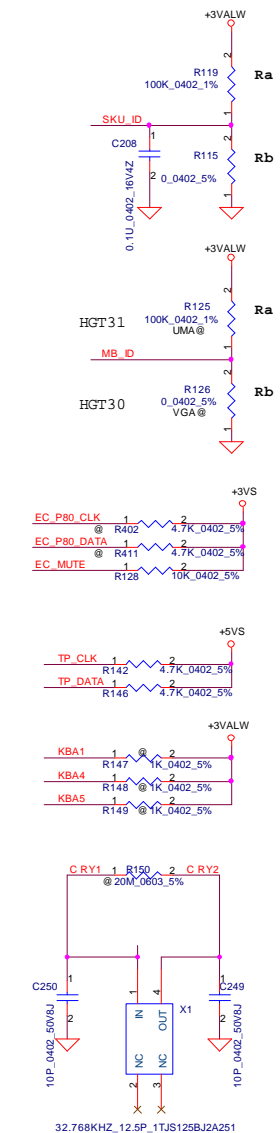 +3VALW
2
R119
100K_0402_1%
Ra
1
SKU_ID
1
C208
2
0.1U_0402_16V4Z
2
R115
0_0402_5%
Rb
1
+3VALW
2
R125
100K_0402_1%
UMA@
Ra
HGT31
1
MB_ID
2
R126
0_0402_5%
VGA@
Rb
HGT30
1
+3VS
EC_P80_CLK 1 2
@ R402 4.7K_0402_5%
EC_P80_DATA 1 2
@ R411 4.7K_0402_5%
EC_MUTE 1 2
R128 10K_0402_5%
+5VS
TP_CLK 1 2
R142 4.7K_0402_5%
TP_DATA 1 2
R146 4.7K_0402_5%
+3VALW
KBA1 1 @ 2
R147 1K_0402_5%
KBA4 1 2
R148 @ 1K_0402_5%
KBA5 1 2
R149 @ 1K_0402_5%
C RY1 1 R150 2 C RY2
@ 20M_0603_5%
C250
1
2
10P_0402_50V8J
1
4
IN
OUT
X1
NC
NC
2
3
C249
1
2
10P_0402_50V8J
32.768KHZ_12.5P_1TJS125BJ2A251